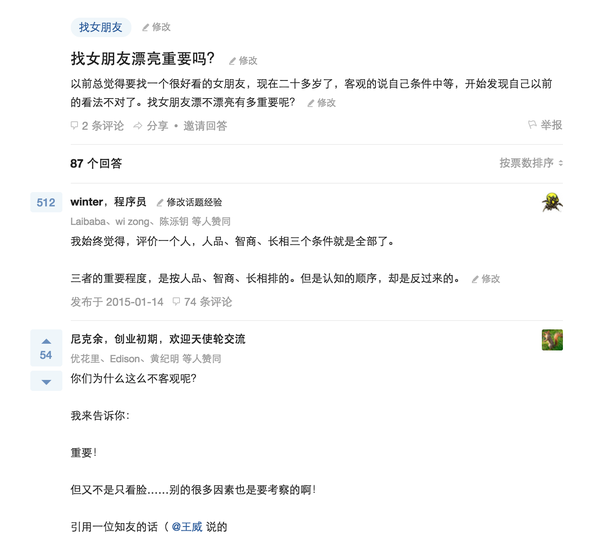 找女朋友 修改
找女朋友漂亮重要吗? 修改
以前总觉得要找一个很好看的女朋友，现在二十多岁了，客观的说自己条件中等，开始发现自己以前
的看法不对了。找女朋友漂不漂亮有多重要呢? 修改
2 条评论 分享 • 邀请回答 举报
87 个回答 按票数排序
512 winter，程序员 修改话题经验
Laibaba、wi zong、陈泺钥 等人赞同
我始终觉得，评价一个人，人品、智商、长相三个条件就是全部了。
三者的重要程度，是按人品、智商、长相排的。但是认知的顺序，却是反过来的。 修改
发布于 2015-01-14 74 条评论
54 尼克余，创业初期，欢迎天使轮交流
优花里、Edison、黄纪明 等人赞同
你们为什么这么不客观呢?
我来告诉你：
重要！
但又不是只看脸……别的很多因素也是要考察的啊！
引用一位知友的话（ @王威 说的